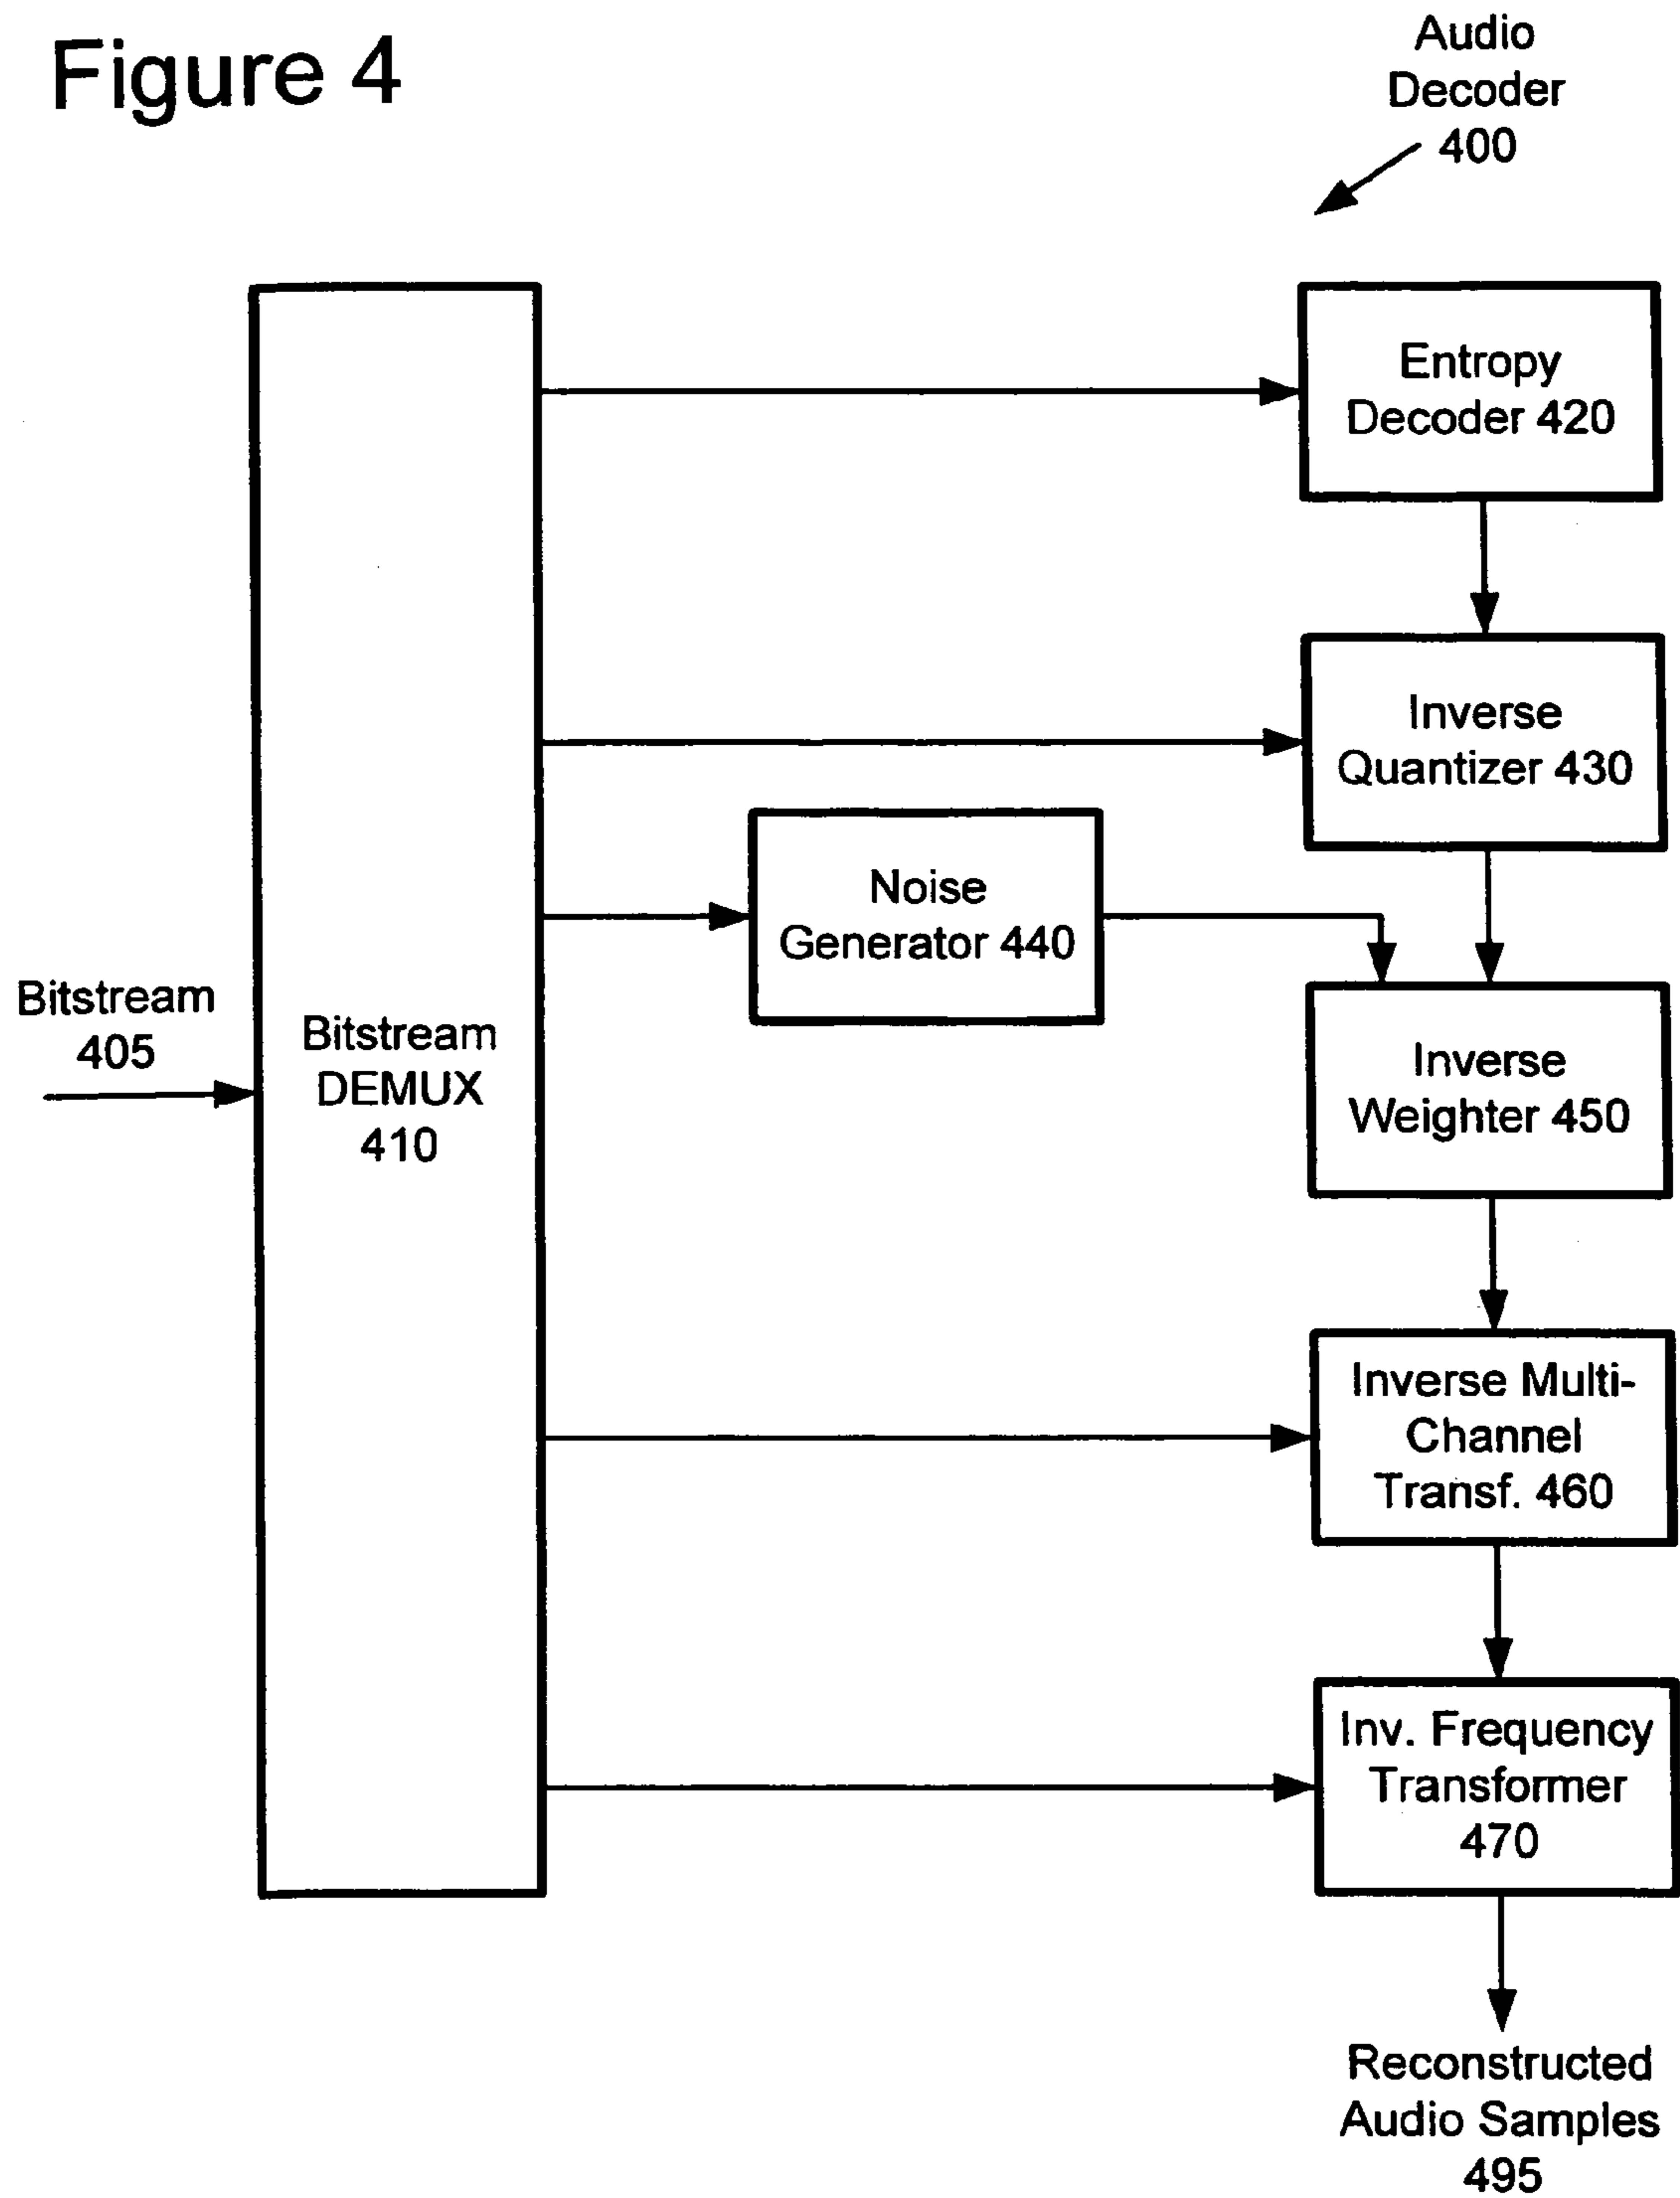 Figure 4
Audio
Decoder
400
Entropy
Decoder 420
Inverse
Quantizer 430
Noise
Generator 440
Bitstream
405
Bitstream
DEMUX
410
Inverse
Weighter 450
Inverse Multi-
Channel
Transf. 460
Inv. Frequency
Transformer
470
Reconstructed
Audio Samples
495